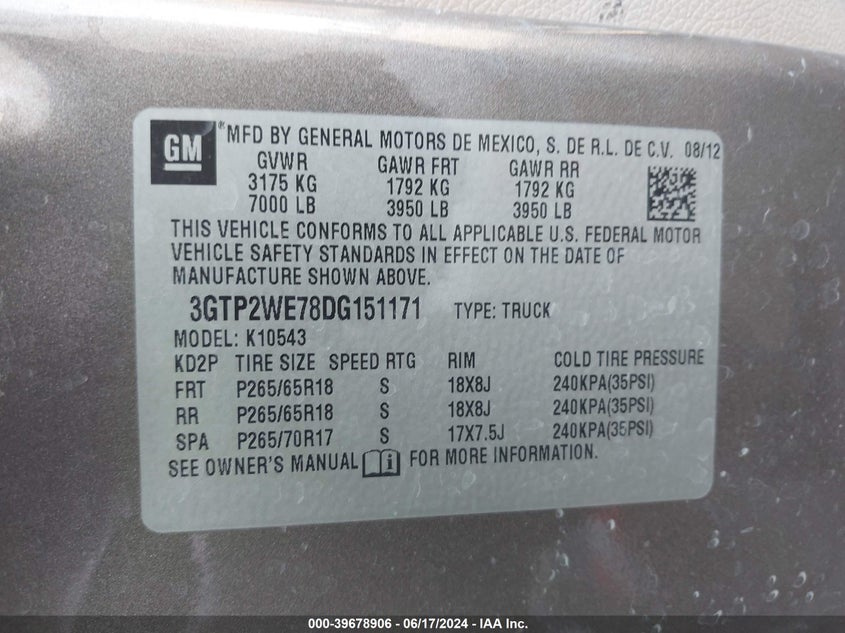 GM
® MFD BY GENERAL MOTORS DE MEXICO, S. DE R.L. DE C.V. 08/12
GVWR GAWR FRT GAWR RR
3175 KG 1792 KG 1792 KG
7000 LB 3950 LB 3950 LB
THIS VEHICLE CONFORMS TO ALL APPLICABLE U.S. FEDERAL MOTOR
VEHICLE SAFETY STANDARDS IN EFFECT ON THE DATE OF
MANUFACTURE SHOWN ABOVE.
3GTP2WE78DG151171 TYPE: TRUCK
MODEL: K10543
KD2P TIRE SIZE SPEED RTG RIM COLD TIRE PRESSURE
FRT P265/65R18 S 18X8J 240KPA(35PSI)
RR P265/65R18 S 18X8J 240KPA(35PSI)
SPA P265/70R17 S 17X7.5J 240KPA(35PSI)
SEE OWNER'S MANUAL i FOR MORE INFORMATION.
000-39678906 - 06/17/2024 - IAA Inc.